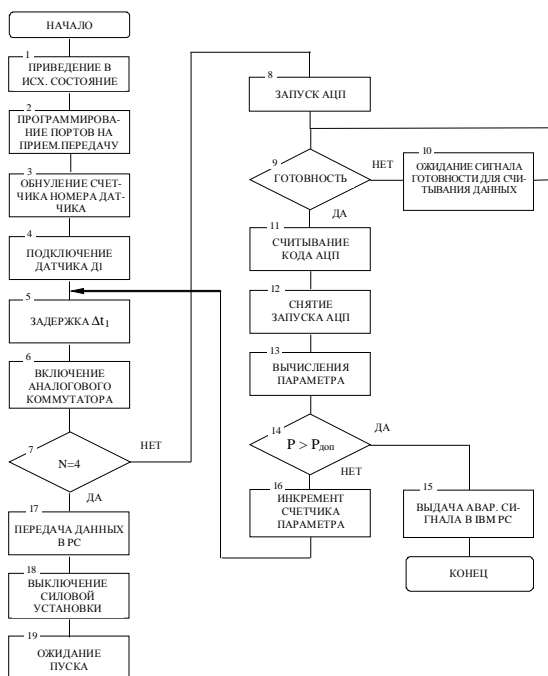 НАЧАЛО
1
ПРИВЕДЕНИЕ В
ИСХ. СОСТОЯНИЕ
2
ПРОГРАММИРОВА-
НИЕ ПОРТОВ НА
ПРИЕМ.ПЕРЕДАЧУ
3
ОБНУЛЕНИЕ СЧЕТ-
ЧИКА НОМЕРА ДАТ-
ЧИКА
4
ПОДКЛЮЧЕНИЕ
ДАТЧИКА Д1
5
ЗАДЕРЖКА Δt1
6
ВКЛЮЧЕНИЕ
АНАЛОГОВОГО
КОММУТАТОРА
7
N=4
НЕТ
ДА
17
ПЕРЕДАЧА ДАННЫХ
В PC
18
ВЫКЛЮЧЕНИЕ
СИЛОВОЙ
УСТАНОВКИ
19
ОЖИДАНИЕ
ПУСКА
8
ЗАПУСК АЦП
9
ГОТОВНОСТЬ
НЕТ
ДА
10
ОЖИДАНИЕ СИГНАЛА
ГОТОВНОСТИ ДЛЯ СЧИ-
ТЫВАНИЯ ДАННЫХ
11
СЧИТЫВАНИЕ
КОДА АЦП
12
СНЯТИЕ
ЗАПУСКА АЦП
13
ВЫЧИСЛЕНИЯ
ПАРАМЕТРА
14
P > Pдоп
ДА
НЕТ
15
ВЫДАЧА АВАР. СИ-
ГНАЛА В IBM PC
16
ИНКРЕМЕНТ
СЧЕТЧИКА
ПАРАМЕТРА
КОНЕЦ